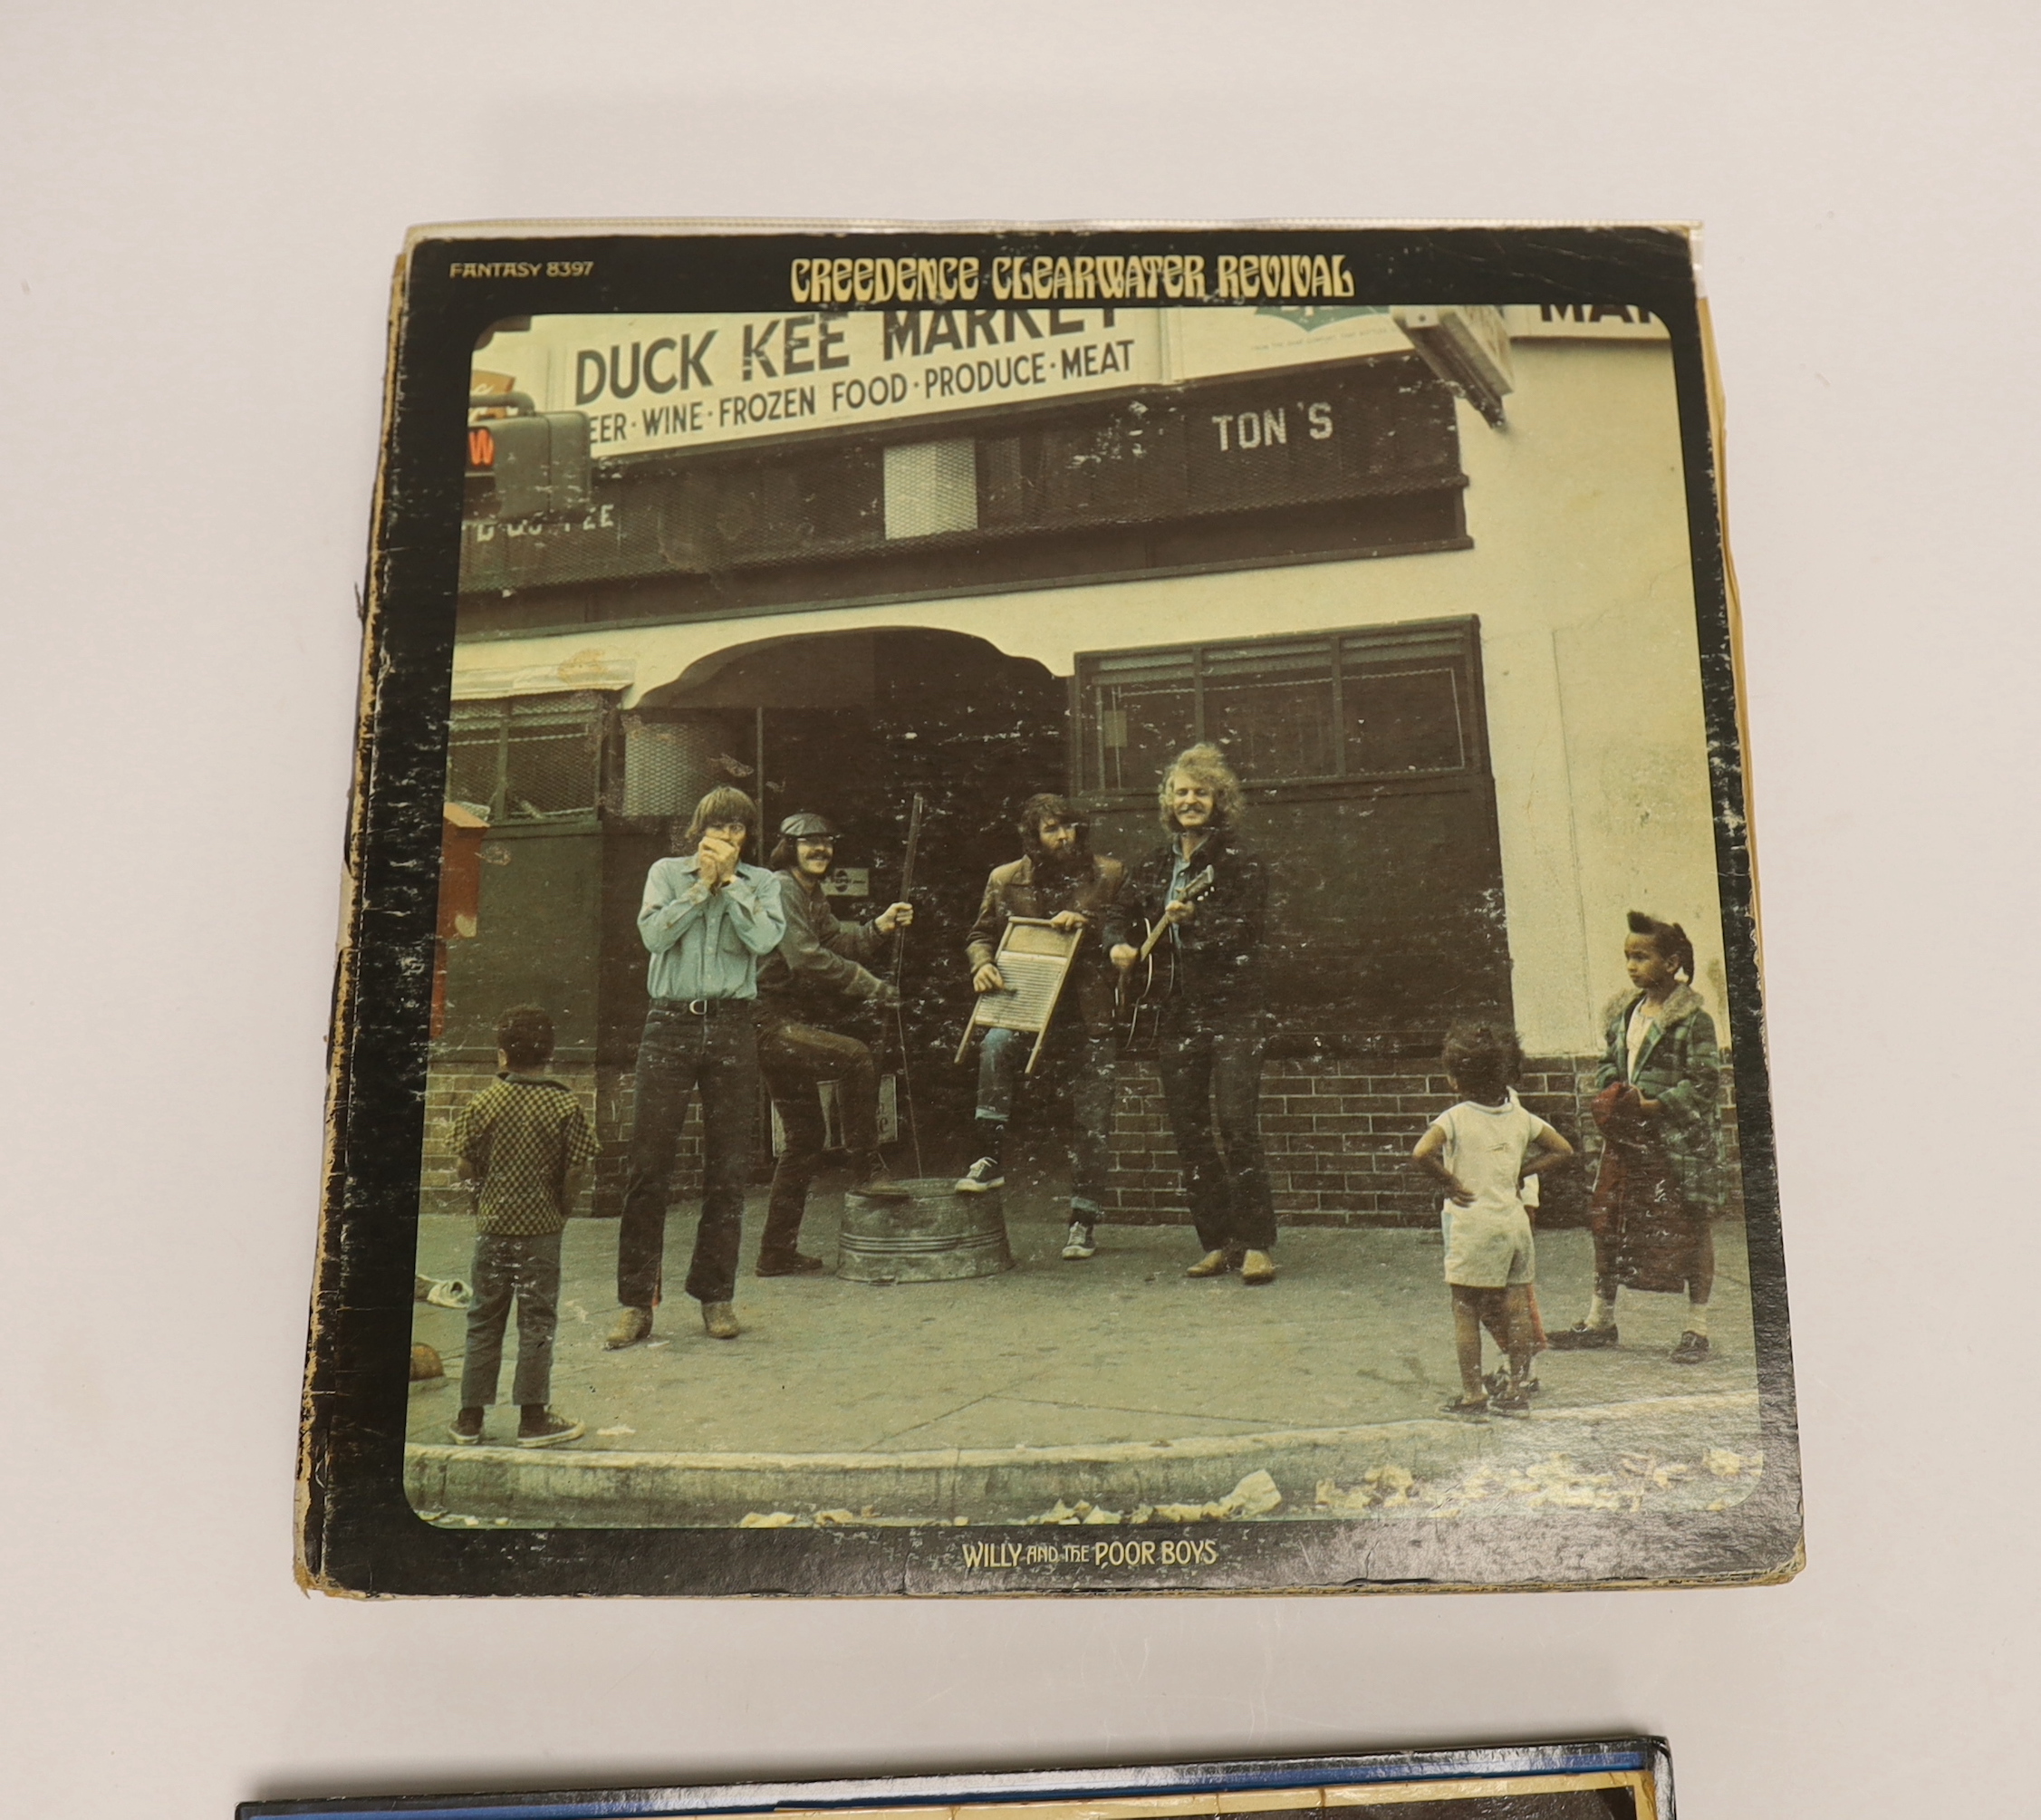 FANTASY 8397
CREEDENCE CLEARWATER REVIVAL
DUCK KEE MARKET
EER·WINE·FROZEN FOOD·PRODUCE·MEAT
TON'S
W
PEPSI
WILLY AND THE POOR BOYS